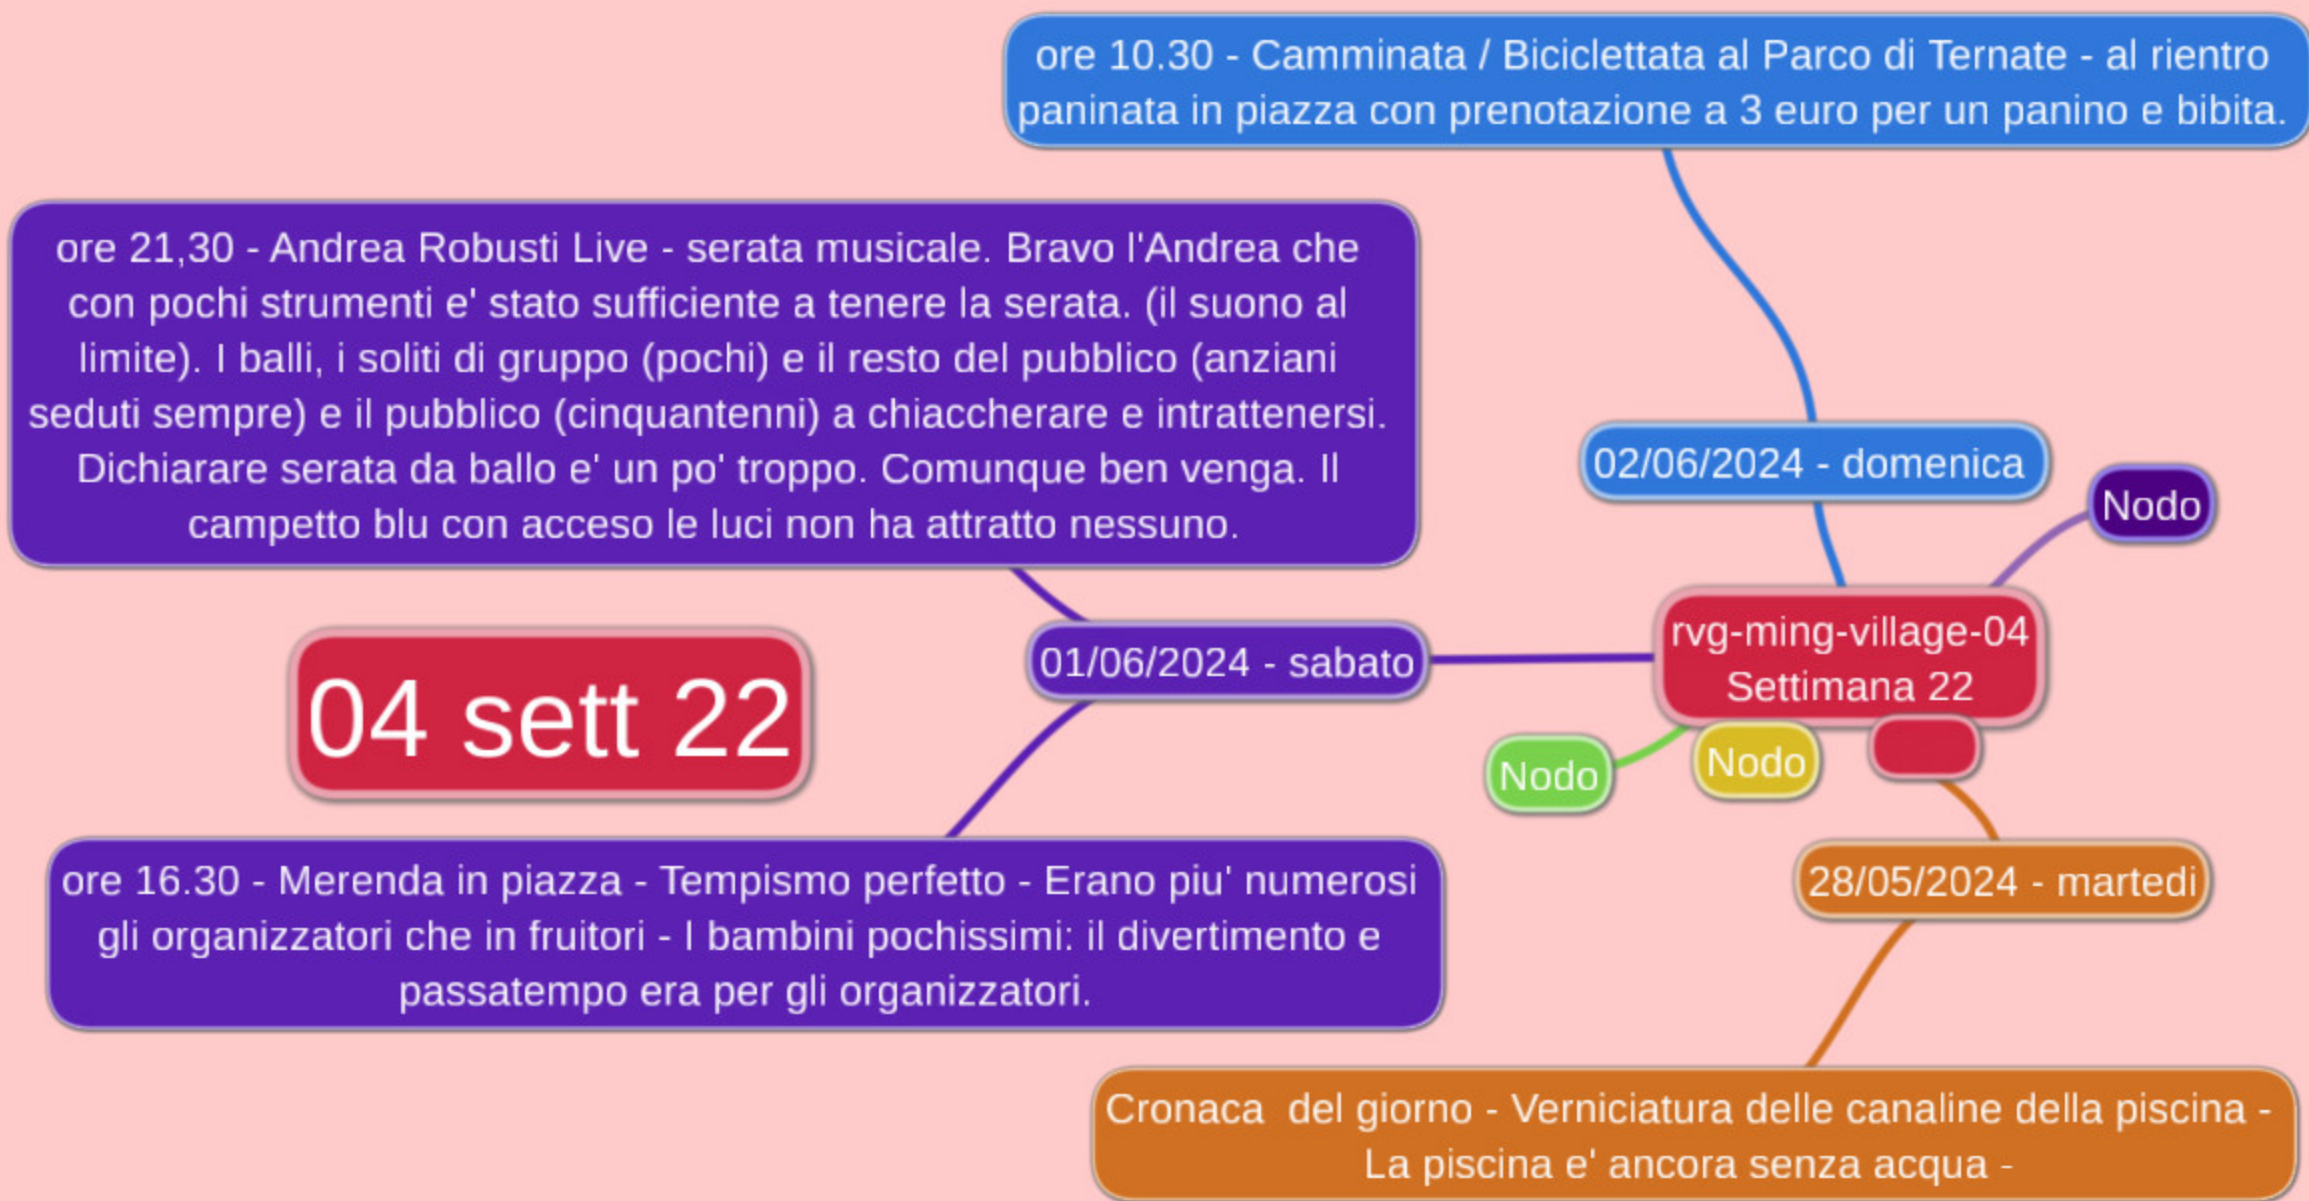 ore 10.30 - Camminata / Biciclettata al Parco di Ternate - al rientro
paninata in piazza con prenotazione a 3 euro per un panino e bibita.
ore 21,30 - Andrea Robusti Live - serata musicale. Bravo l'Andrea che
con pochi strumenti e' stato sufficiente a tenere la serata. (il suono al
limite). I balli, i soliti di gruppo (pochi) e il resto del pubblico (anziani
seduti sempre) e il pubblico (cinquantenni) a chiaccherare e intrattenersi.
Dichiarare serata da ballo e' un po' troppo. Comunque ben venga. Il
campetto blu con acceso le luci non ha attratto nessuno.
02/06/2024 - domenica
Nodo
rvg-ming-village-04
Settimana 22
01/06/2024 - sabato
04 sett 22
Nodo
Nodo
ore 16.30 - Merenda in piazza - Tempismo perfetto - Erano piu' numerosi
gli organizzatori che in fruitori - I bambini pochissimi: il divertimento e
passatempo era per gli organizzatori.
28/05/2024 - martedi
Cronaca  del giorno - Verniciatura delle canaline della piscina -
La piscina e' ancora senza acqua -